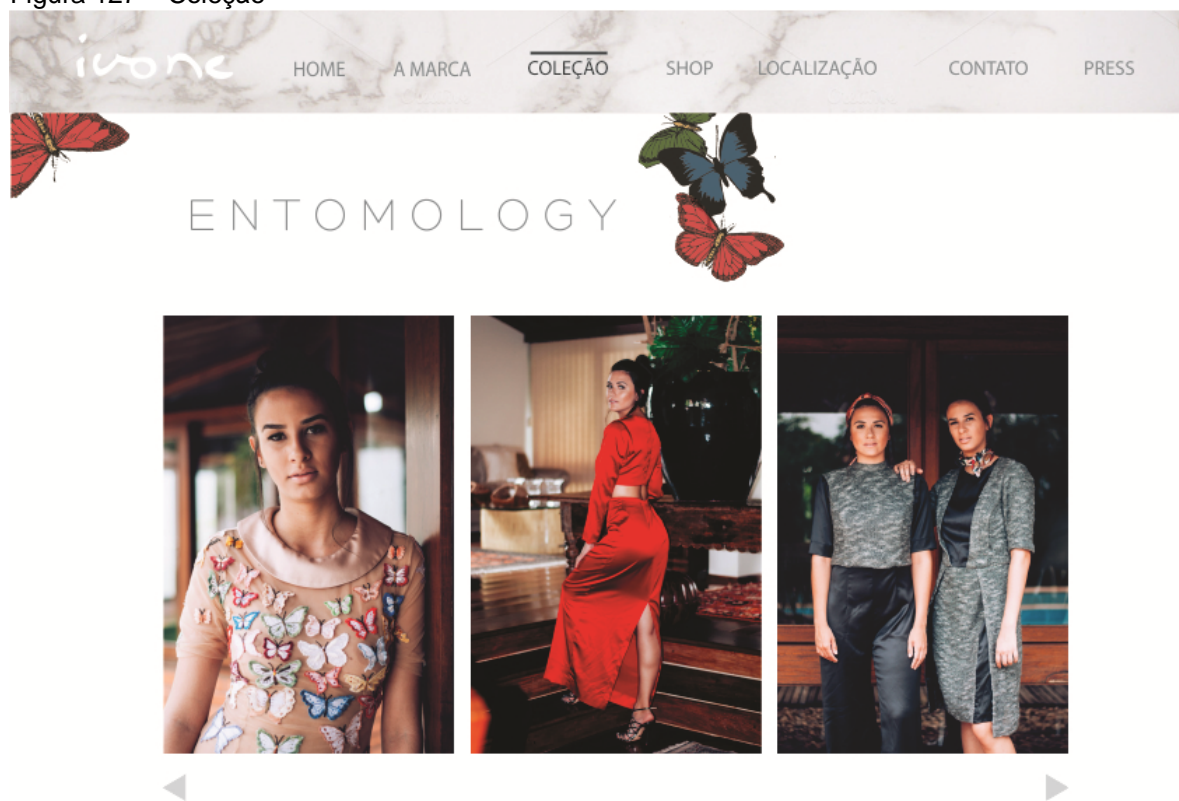 Figura 127 – Coleção
ivone HOME A MARCA COLEÇÃO SHOP LOCALIZAÇÃO CONTATO PRESS
ENTOMOLOGY